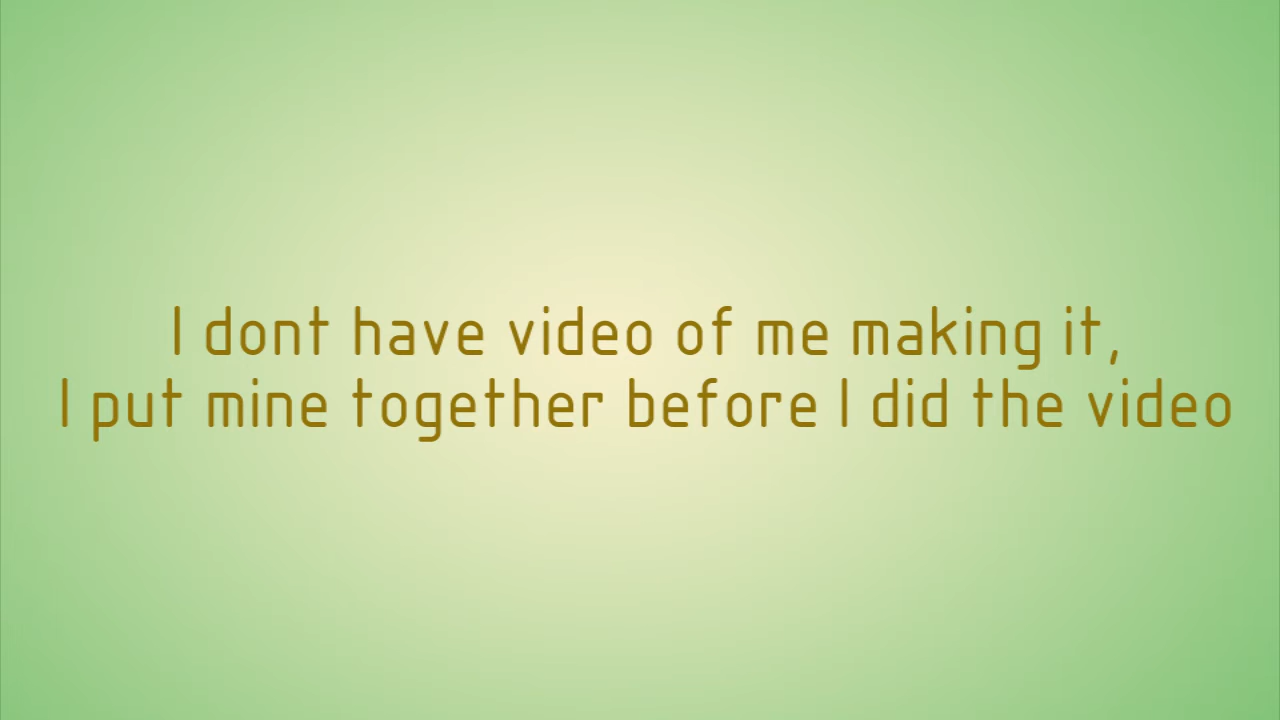 I dont have video of me making it,
I put mine together before I did the video